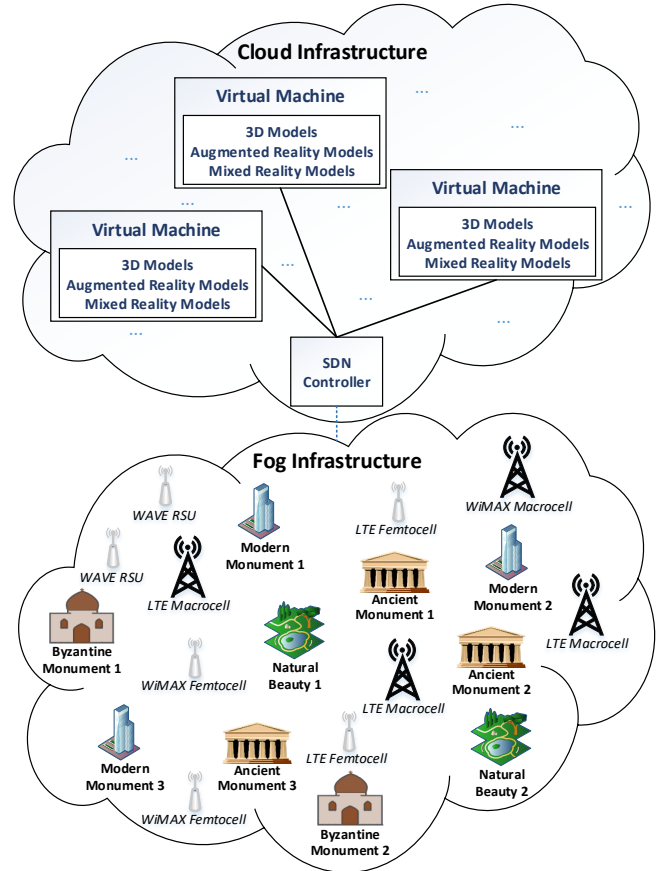 Cloud Infrastructure
Virtual Machine
3D Models
Augmented Reality Models
Mixed Reality Models
...
...
...
Virtual Machine
3D Models
Augmented Reality Models
Mixed Reality Models
...
...
...
Virtual Machine
3D Models
Augmented Reality Models
Mixed Reality Models
...
...
...
...
SDN
Controller
Fog Infrastructure
WAVE RSU
Modern
Monument 1
LTE Femtocell
WiMAX Macrocell
WAVE RSU
LTE Macrocell
Ancient
Monument 1
Modern
Monument 2
LTE Macrocell
Byzantine
Monument 1
WiMAX Femtocell
Natural
Beauty 1
LTE Macrocell
Ancient
Monument 2
Modern
Monument 3
Ancient
Monument 3
LTE Femtocell
Natural
Beauty 2
WiMAX Femtocell
Byzantine
Monument 2